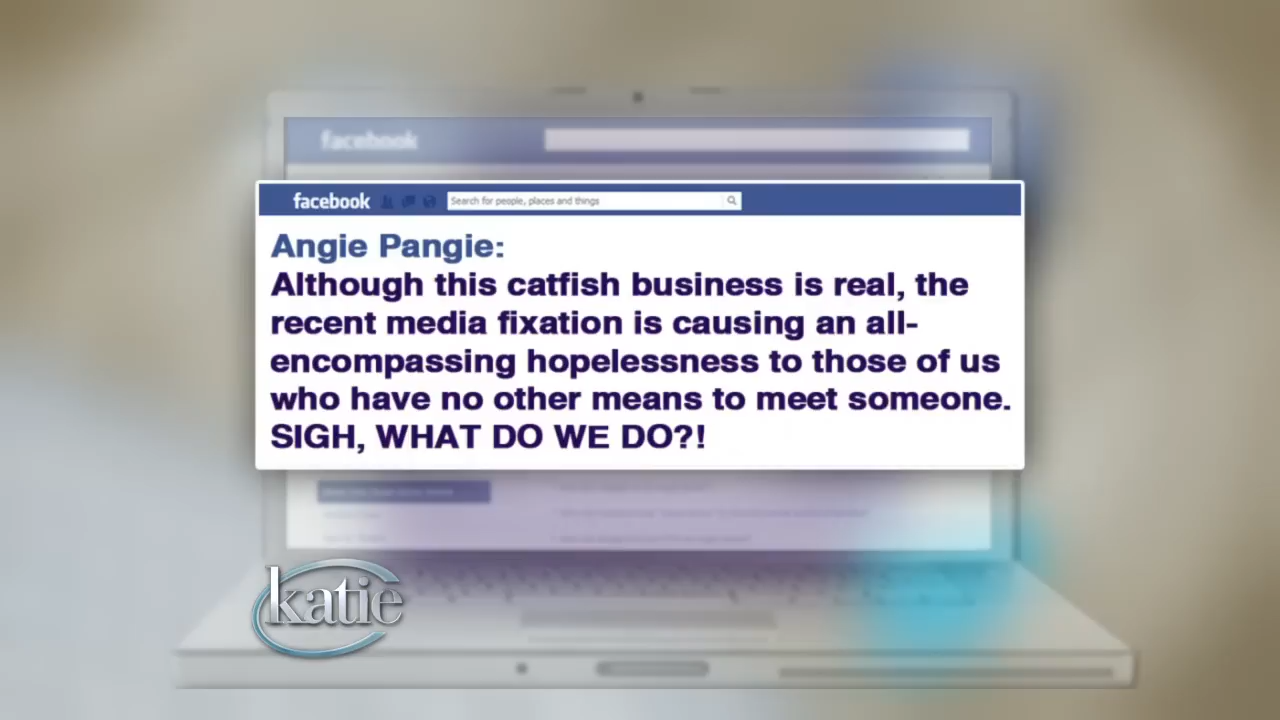 facebook
facebook
Search for people, places and things
Angie Pangie:
Although this catfish business is real, the
recent media fixation is causing an all-
encompassing hopelessness to those of us
who have no other means to meet someone.
SIGH, WHAT DO WE DO?!
katie